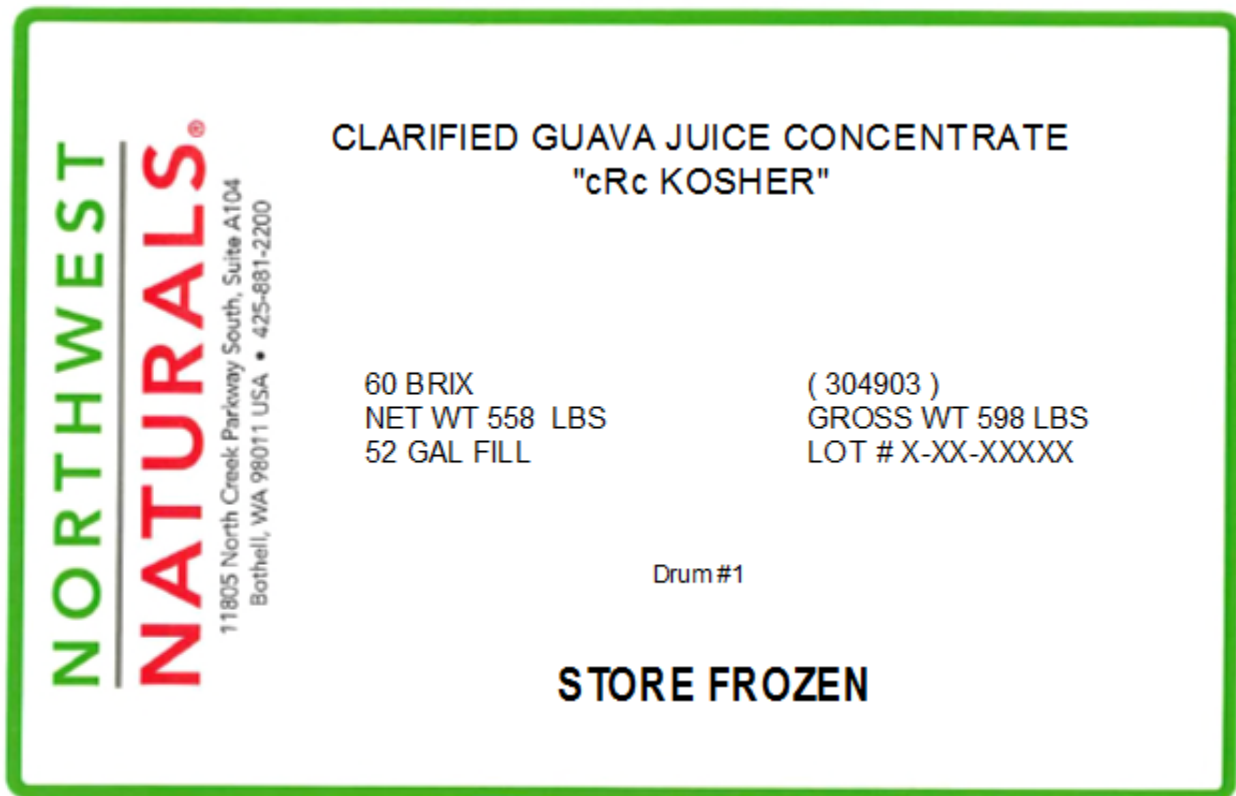 NORTHWEST
NATURALS®
11805 North Creek Parkway South, Suite A104
Bothell, WA 98011 USA • 425-881-2200
CLARIFIED GUAVA JUICE CONCENTRATE
"cRc KOSHER"
60 BRIX
NET WT 558 LBS
52 GAL FILL
( 304903 )
GROSS WT 598 LBS
LOT # X-XX-XXXXX
Drum #1
STORE FROZEN